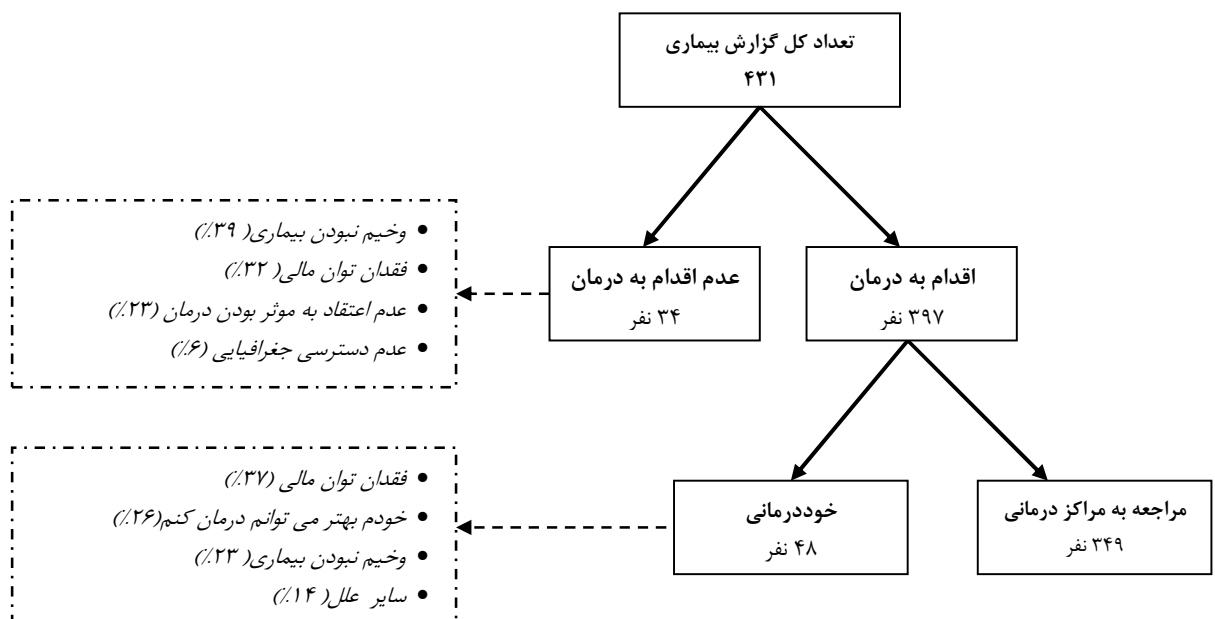 تعداد کل گزارش بیماری
۴۳۱
اقدام به درمان
۳۹۷ نفر
عدم اقدام به درمان
۳۴ نفر
• وخیم نبودن بیماری( ۳۹٪)
• فقدان توان مالی( ۳۲٪)
• عدم اعتقاد به موثر بودن درمان (۲۳٪)
• عدم دسترسی جغرافیایی (۶٪)
مراجعه به مراکز درمانی
۳۴۹ نفر
خوددرمانی
۴۸ نفر
• فقدان توان مالی (۳۷٪)
• خودم بهتر می توانم درمان کنم(۲۶٪)
• وخیم نبودن بیماری( ۲۳٪)
• سایر علل( ۱۴٪)